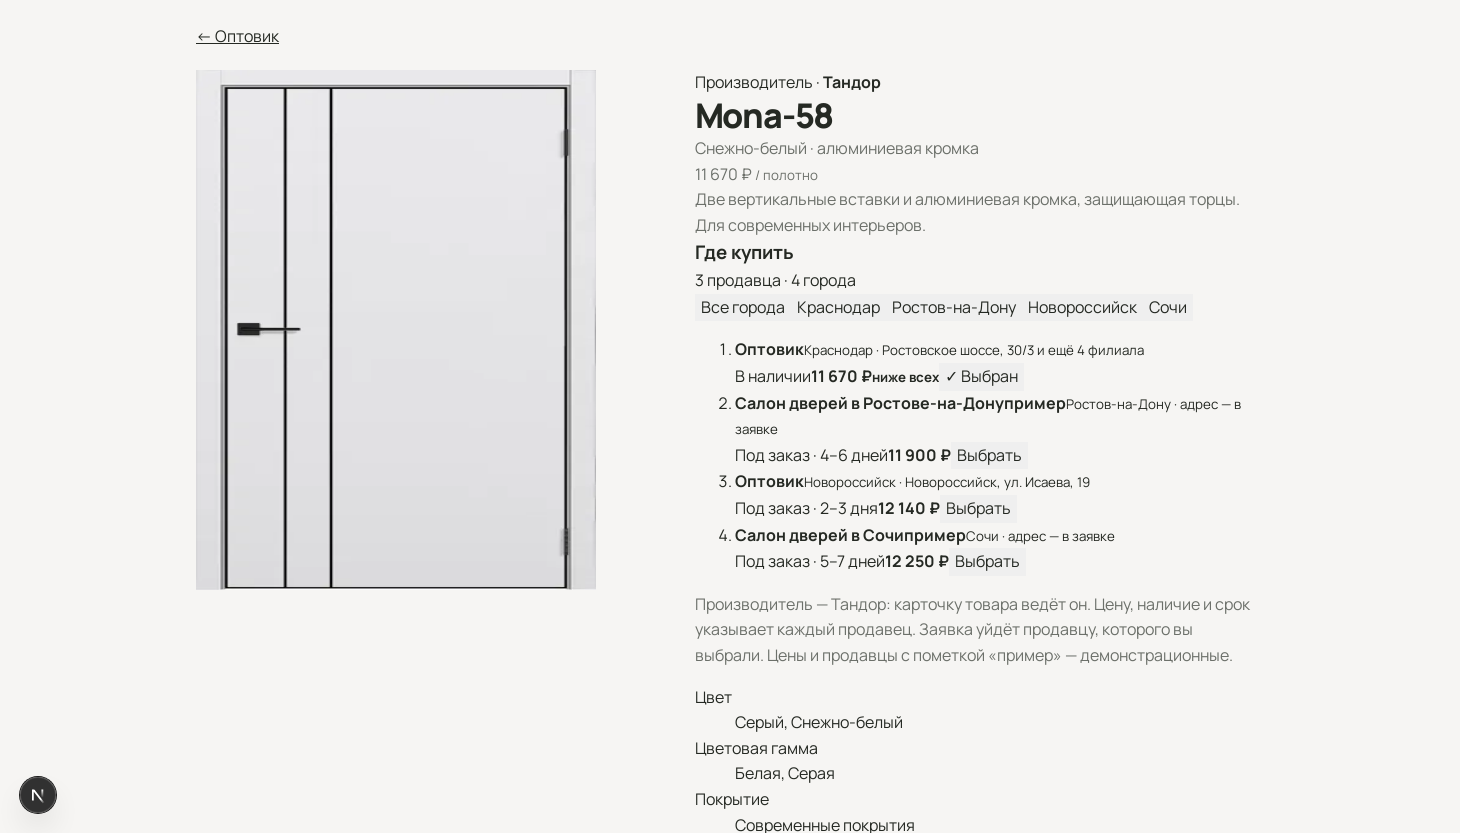 ← Оптовик
Производитель · Тандор
Mona-58
Снежно-белый · алюминиевая кромка
11 670 ₽ / полотно
Две вертикальные вставки и алюминиевая кромка, защищающая торцы.
Для современных интерьеров.
Где купить
3 продавца · 4 города
Все города Краснодар Ростов-на-Дону Новороссийск Сочи
1. ОптовикКраснодар · Ростовское шоссе, 30/3 и ещё 4 филиала
В наличии11 670 ₽ниже всех ✓ Выбран
2. Салон дверей в Ростове-на-ДонупримерРостов-на-Дону · адрес — в
заявке
Под заказ · 4–6 дней11 900 ₽ Выбрать
3. ОптовикНовороссийск · Новороссийск, ул. Исаева, 19
Под заказ · 2–3 дня12 140 ₽ Выбрать
4. Салон дверей в СочипримерСочи · адрес — в заявке
Под заказ · 5–7 дней12 250 ₽ Выбрать
Производитель — Тандор: карточку товара ведёт он. Цену, наличие и срок
указывает каждый продавец. Заявка уйдёт продавцу, которого вы
выбрали. Цены и продавцы с пометкой «пример» — демонстрационные.
Цвет
Серый, Снежно-белый
Цветовая гамма
Белая, Серая
Покрытие
Современные покрытия
N